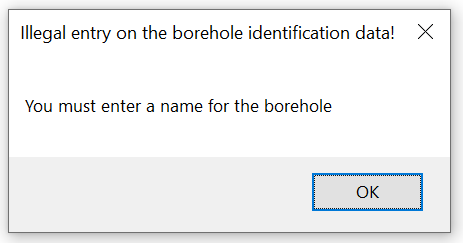 Illegal entry on the borehole identification data!
You must enter a name for the borehole
OK